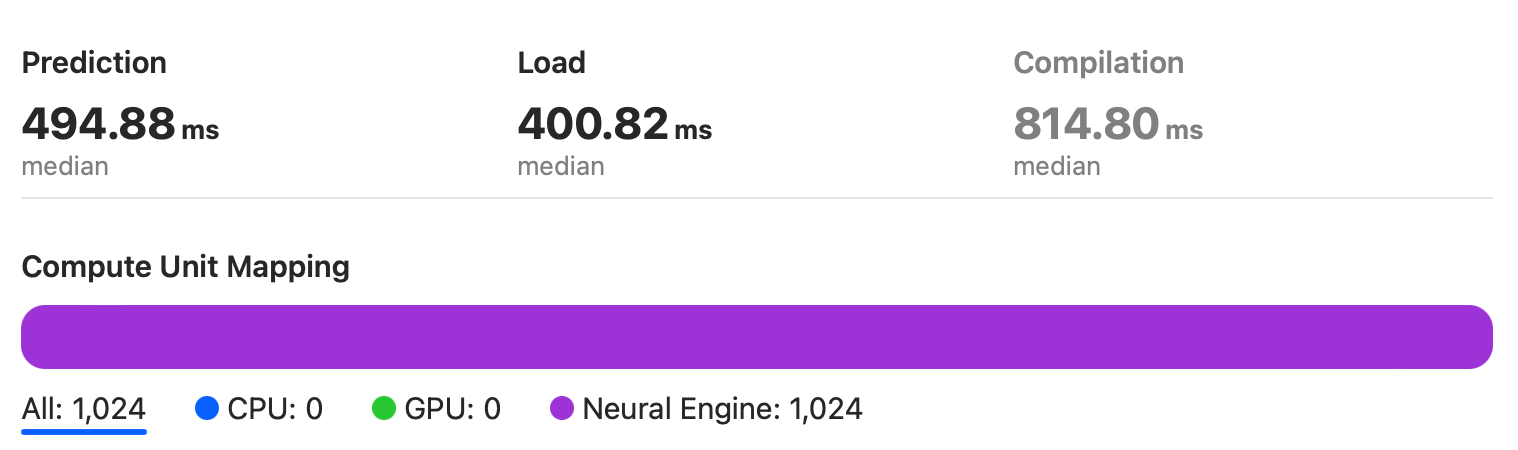 Prediction
494.88 ms
median
Load
400.82 ms
median
Compilation
814.80 ms
median
Compute Unit Mapping
All: 1,024
CPU: 0
GPU: 0
Neural Engine: 1,024